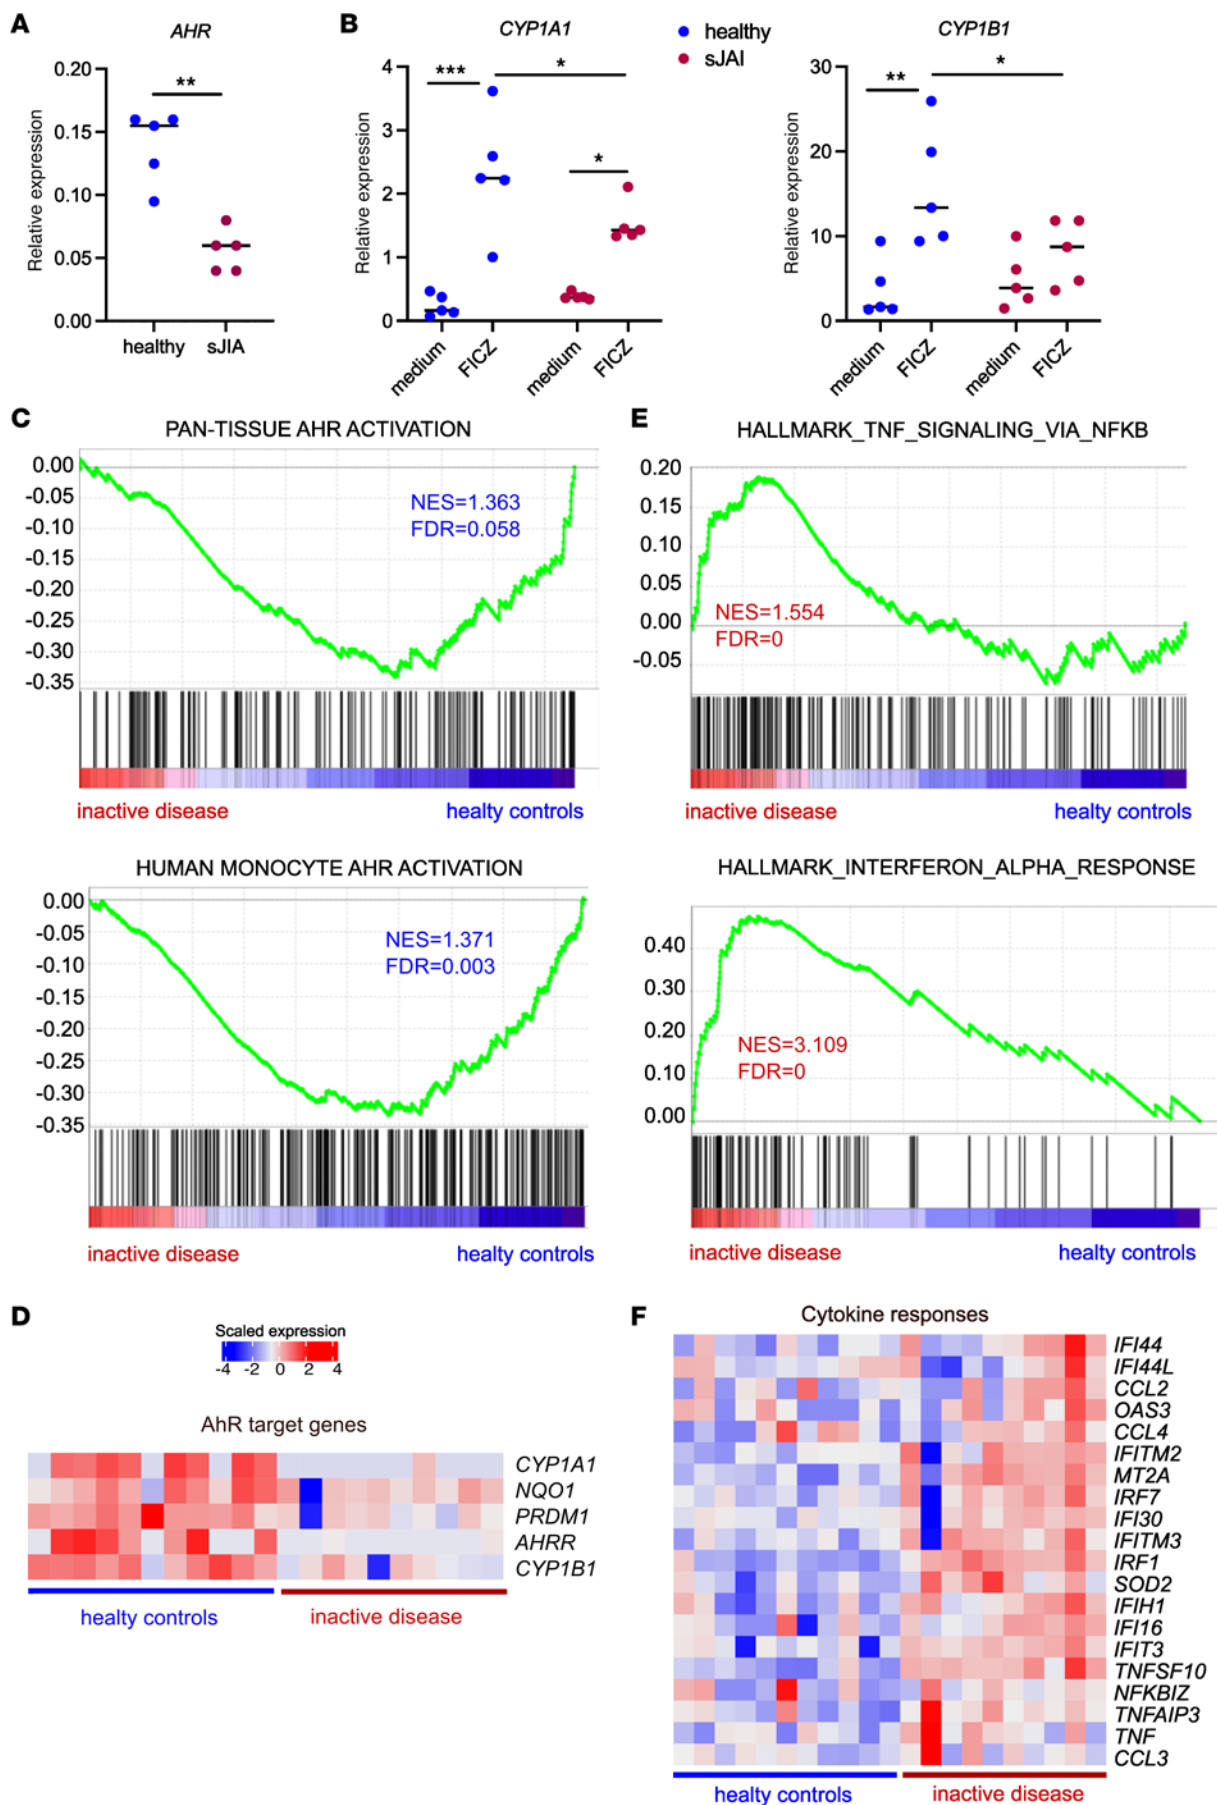 A
AHR
Relative expression
0.20
0.15
0.10
0.05
0.00
**
healthy
sJIA
B
CYP1A1
Relative expression
4
3
2
1
0
***
*
*
medium
FICZ
medium
FICZ
healthy
sJAI
CYP1B1
Relative expression
30
20
10
0
**
*
medium
FICZ
medium
FICZ
C
PAN-TISSUE AHR ACTIVATION
0.00
-0.05
-0.10
-0.15
-0.20
-0.25
-0.30
-0.35
NES=1.363
FDR=0.058
inactive disease
healty controls
HUMAN MONOCYTE AHR ACTIVATION
0.00
-0.05
-0.10
-0.15
-0.20
-0.25
-0.30
-0.35
NES=1.371
FDR=0.003
inactive disease
healty controls
E
HALLMARK_TNF_SIGNALING_VIA_NFKB
0.20
0.15
0.10
0.05
0.00
-0.05
NES=1.554
FDR=0
inactive disease
healty controls
HALLMARK_INTERFERON_ALPHA_RESPONSE
0.40
0.30
0.20
0.10
0.00
NES=3.109
FDR=0
inactive disease
healty controls
D
Scaled expression
-4 -2 0 2 4
AhR target genes
CYP1A1
NQO1
PRDM1
AHRR
CYP1B1
healty controls
inactive disease
F
Cytokine responses
IFI44
IFI44L
CCL2
OAS3
CCL4
IFITM2
MT2A
IRF7
IFI30
IFITM3
IRF1
SOD2
IFIH1
IFI16
IFIT3
TNFSF10
NFKBIZ
TNFAIP3
TNF
CCL3
healty controls
inactive disease